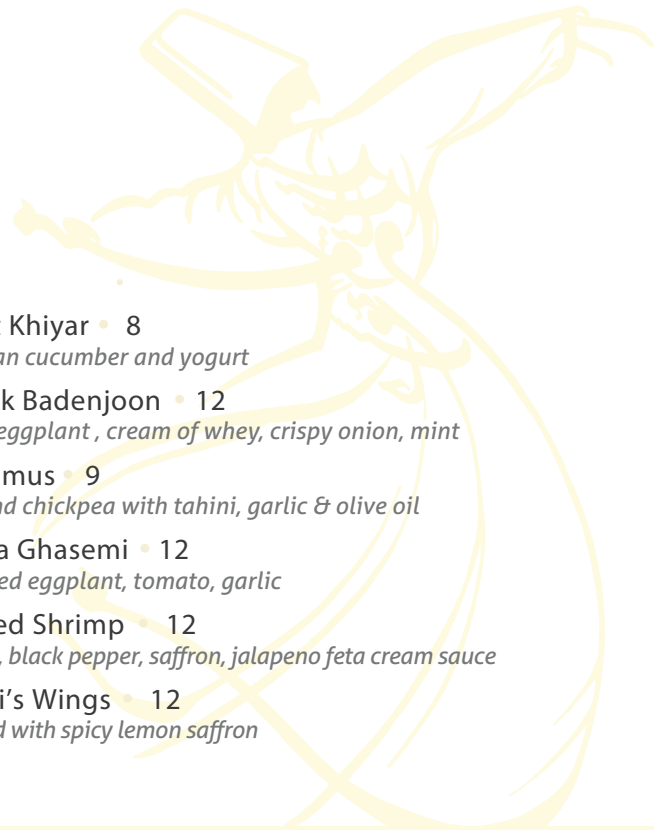 Khiyar • 8
cucumber and yogurt
Badenjoon • 12
eggplant , cream of whey, crispy onion, mint
mus • 9
chickpea with tahini, garlic & olive oil
Ghasemi • 12
ed eggplant, tomato, garlic
ed Shrimp • 12
, black pepper, saffron, jalapeno feta cream sauce
i’s Wings • 12
with spicy lemon saffron